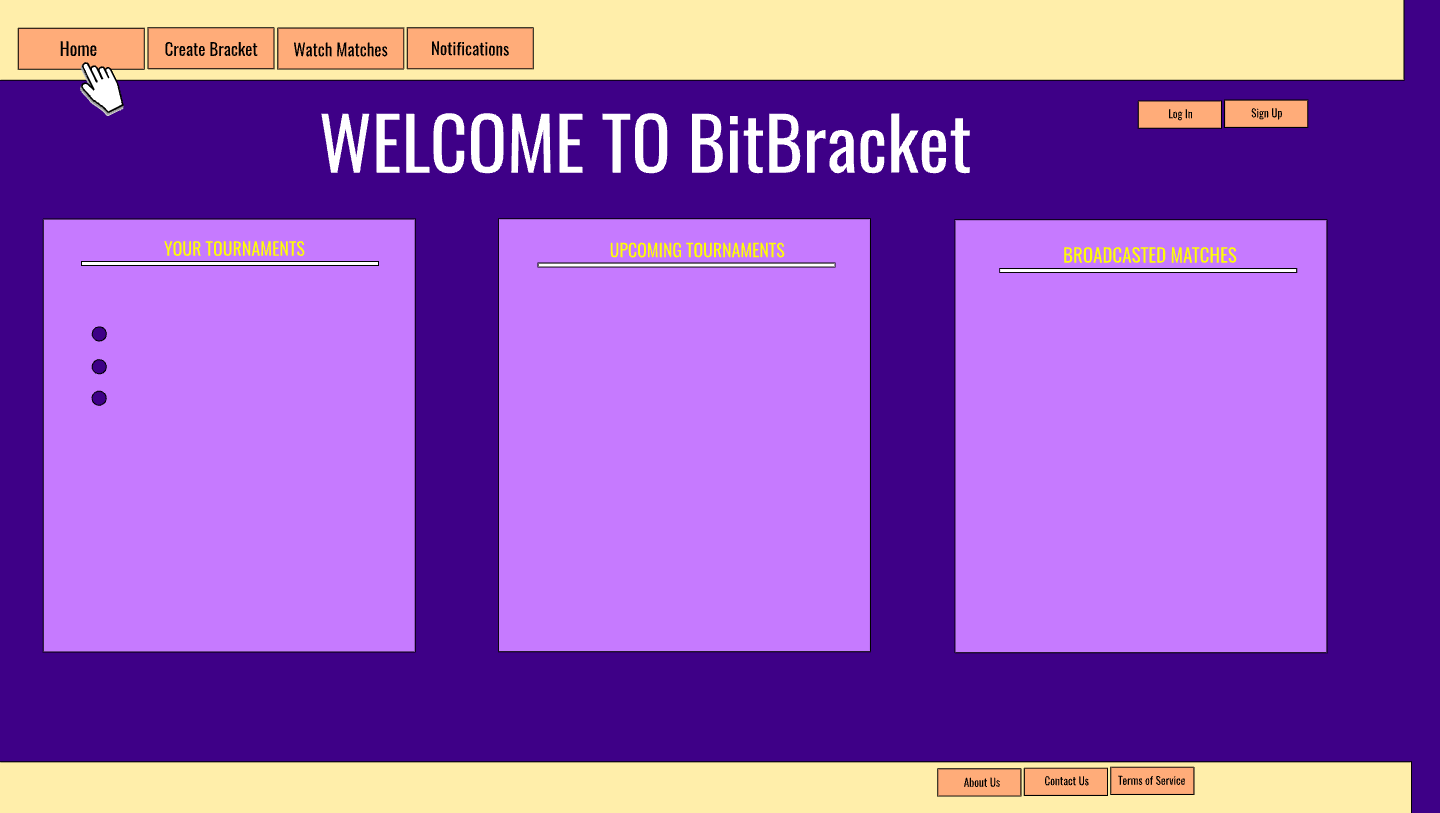 Home
Create Bracket
Watch Matches
Notifications
WELCOME TO BitBracket
Log In
Sign Up
YOUR TOURNAMENTS
UPCOMING TOURNAMENTS
BROADCASTED MATCHES
About Us
Contact Us
Terms of Service